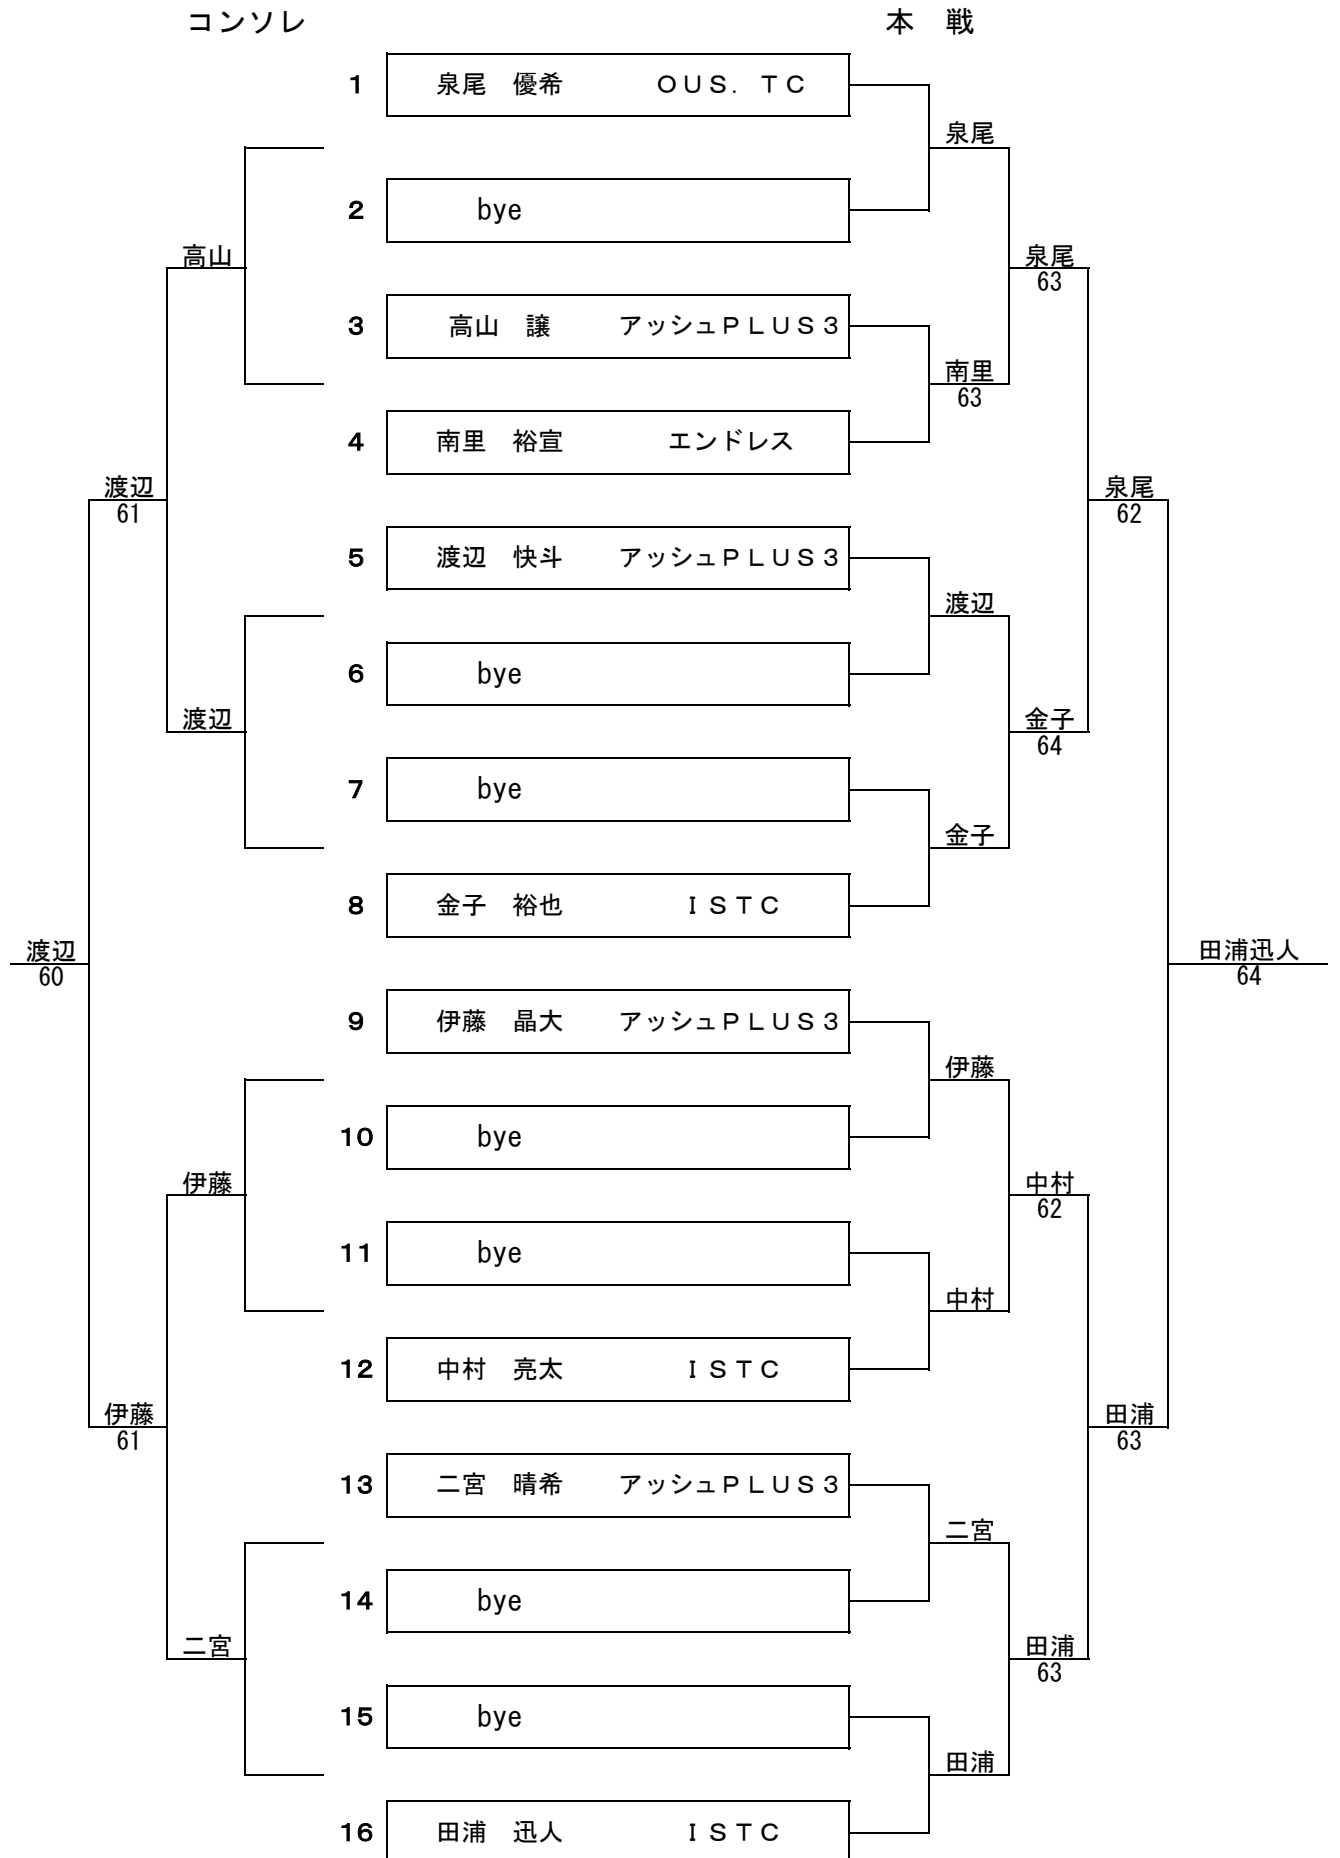 コンソレ 本 戦
1 泉尾 優希 ＯＵＳ．ＴＣ
泉尾
2 bye
高山 泉尾
63
3 高山 譲 アッシュＰＬＵＳ３
南里
63
4 南里 裕宣 エンドレス
渡辺 泉尾
61 62
5 渡辺 快斗 アッシュＰＬＵＳ３
渡辺
6 bye
渡辺 金子
64
7 bye
金子
8 金子 裕也 ＩＳＴＣ
渡辺 田浦迅人
60 64
9 伊藤 晶大 アッシュＰＬＵＳ３
伊藤
10 bye
伊藤 中村
62
11 bye
中村
12 中村 亮太 ＩＳＴＣ
伊藤 田浦
61 63
13 二宮 晴希 アッシュＰＬＵＳ３
二宮
14 bye
二宮 田浦
63
15 bye
田浦
16 田浦 迅人 ＩＳＴＣ